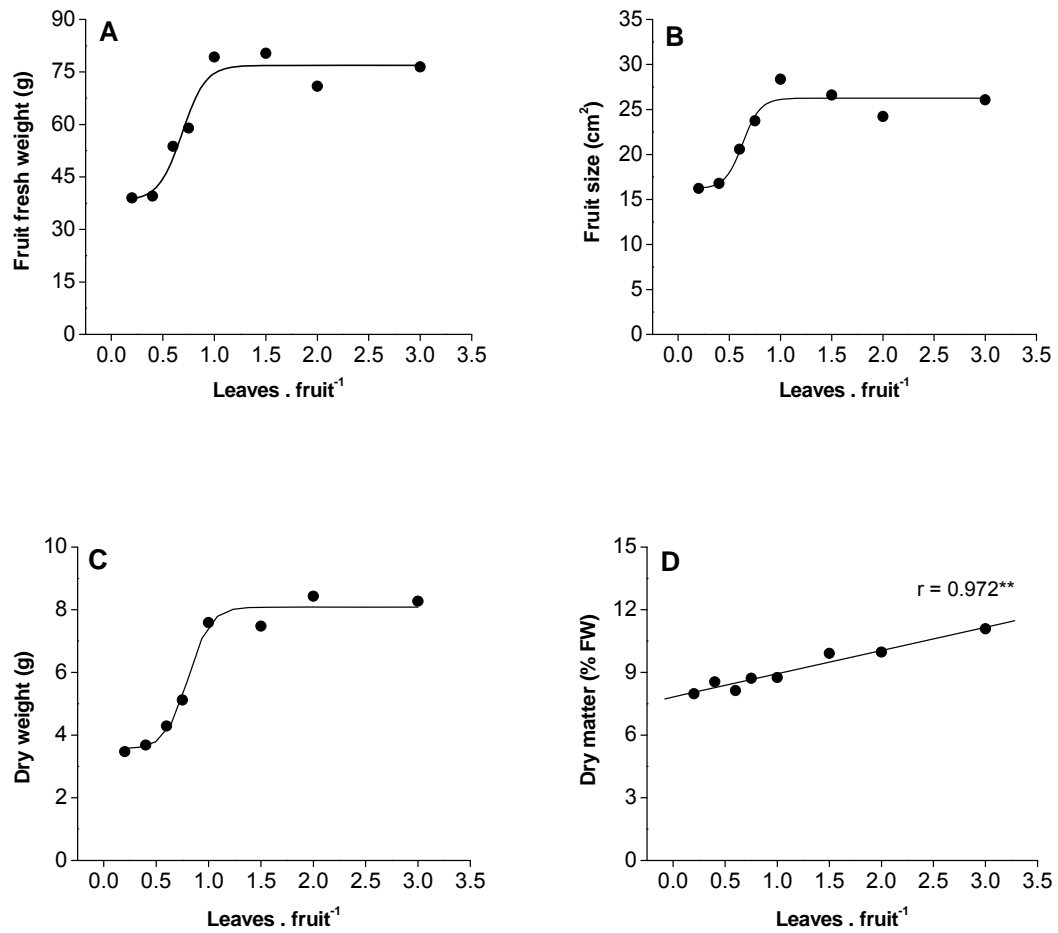 A
Fruit fresh weight (g)
90
75
60
45
30
15
0
0.0 0.5 1.0 1.5 2.0 2.5 3.0 3.5
Leaves . fruit⁻¹
B
Fruit size (cm²)
35
30
25
20
15
10
5
0
0.0 0.5 1.0 1.5 2.0 2.5 3.0 3.5
Leaves . fruit⁻¹
C
Dry weight (g)
10
8
6
4
2
0
0.0 0.5 1.0 1.5 2.0 2.5 3.0 3.5
Leaves . fruit⁻¹
D
r = 0.972**
Dry matter (% FW)
15
12
9
6
3
0
0.0 0.5 1.0 1.5 2.0 2.5 3.0 3.5
Leaves . fruit⁻¹